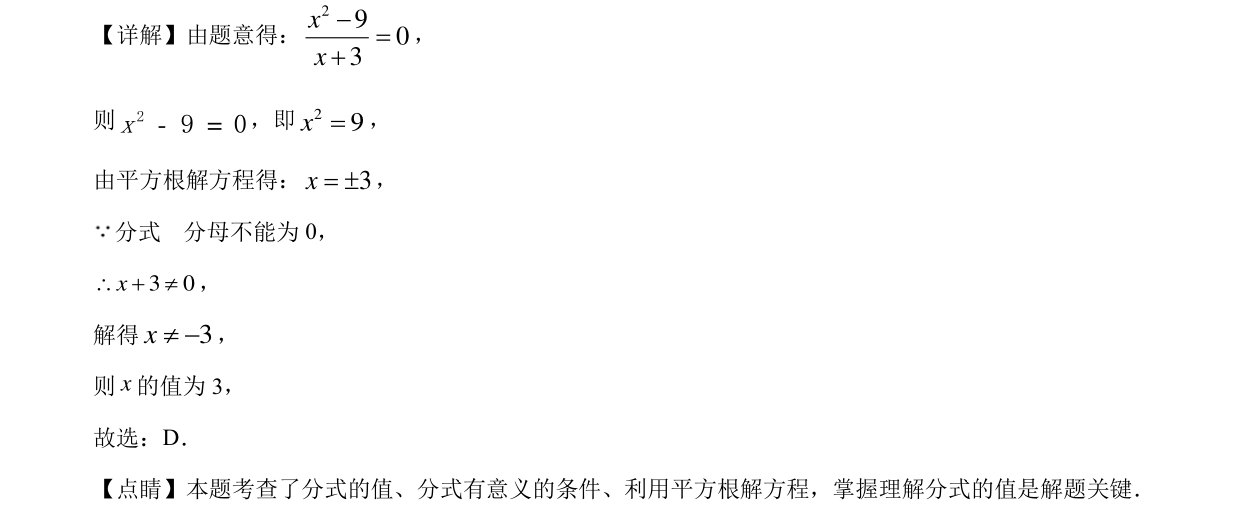 【详解】由题意得：$\frac{x^2-9}{x+3}=0$，
则 $x^2 - 9 = 0$，即 $x^2=9$，
由平方根解方程得：$x=\pm3$，
∵分式　分母不能为 0，
∴$x+3\neq0$，
解得 $x\neq-3$，
则 $x$ 的值为 3，
故选：D．
【点睛】本题考查了分式的值、分式有意义的条件、利用平方根解方程，掌握理解分式的值是解题关键．